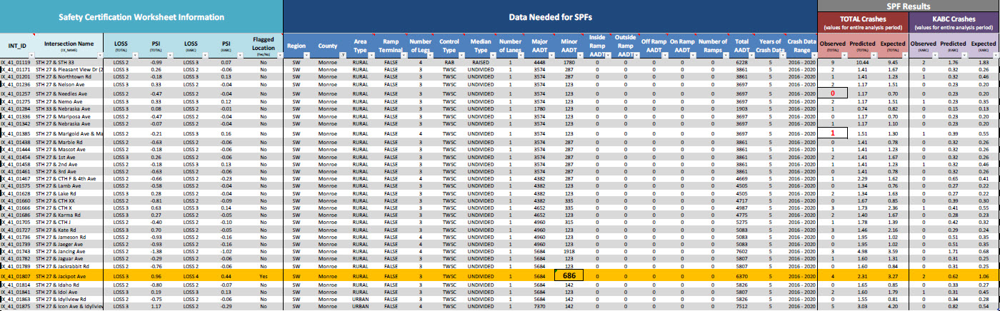 SPF Results
Safety Certification Worksheet Information Data Needed for SPFs TOTAL Crashes KABC Crashes
(values for entire analysis period) (values for entire analysis period)
INT_ID Intersection Name (IX_NAME) LOSS (TOTAL) PSI (TOTAL) LOSS (KABC) PSI (KABC) Flagged Location (Yes/No) Region County Area Type Ramp Terminal Number of Legs Control Type Median Type Number of Lanes Major AADT Minor AADT Inside Ramp AADT Outside Ramp AADT Off Ramp AADT On Ramp AADT Number of Ramps Total AADT Years of Crash Data Crash Data Range Observed (TOTAL) Predicted (TOTAL) Expected (TOTAL) Observed (KABC) Predicted (KABC) Expected (KABC)
IX_41_01119 STH 27 & STH 33 LOSS 2 -0.99 LOSS 3 0.07 No SW Monroe RURAL FALSE 4 RAB RAISED 1 4448 1780 0 0 0 0 0 6228 5 2016 - 2020 9 10.44 9.45 2 1.76 1.83
IX_41_01171 STH 27 & Pleasant View Dr (2 LOSS 3 0.26 LOSS 2 -0.06 No SW Monroe RURAL FALSE 3 TWSC UNDIVIDED 1 3574 287 0 0 0 0 0 3861 5 2016 - 2020 2 1.41 1.67 0 0.32 0.26
IX_41_01201 STH 27 & Northtown Rd LOSS 2 -0.18 LOSS 3 0.13 No SW Monroe RURAL FALSE 3 TWSC UNDIVIDED 1 3574 287 0 0 0 0 0 3861 5 2016 - 2020 1 1.41 1.23 1 0.32 0.46
IX_41_01236 STH 27 & Nelson Ave LOSS 3 0.33 LOSS 2 -0.04 No SW Monroe RURAL FALSE 3 TWSC UNDIVIDED 1 3574 123 0 0 0 0 0 3697 5 2016 - 2020 2 1.17 1.51 0 0.23 0.20
IX_41_01257 STH 27 & Needles Ave LOSS 2 -0.47 LOSS 2 -0.04 No SW Monroe RURAL FALSE 3 TWSC UNDIVIDED 1 3574 123 0 0 0 0 0 3697 5 2016 - 2020 0 1.17 0.70 0 0.23 0.20
IX_41_01275 STH 27 & Nemo Ave LOSS 3 0.33 LOSS 3 0.12 No SW Monroe RURAL FALSE 3 TWSC UNDIVIDED 1 3574 123 0 0 0 0 0 3697 5 2016 - 2020 2 1.17 1.51 1 0.23 0.35
IX_41_01284 STH 33 & Nebraska Ave LOSS 3 0.08 LOSS 2 -0.01 No SW Monroe RURAL FALSE 3 TWSC UNDIVIDED 1 1780 123 0 0 0 0 0 1903 5 2016 - 2020 1 0.74 0.82 0 0.15 0.13
IX_41_01336 STH 27 & Mariposa Ave LOSS 2 -0.47 LOSS 2 -0.04 No SW Monroe RURAL FALSE 3 TWSC UNDIVIDED 1 3574 123 0 0 0 0 0 3697 5 2016 - 2020 0 1.17 0.70 0 0.23 0.20
IX_41_01342 STH 27 & Nebraska Ave LOSS 2 -0.07 LOSS 2 -0.04 No SW Monroe RURAL FALSE 3 TWSC UNDIVIDED 1 3574 123 0 0 0 0 0 3697 5 2016 - 2020 1 1.17 1.10 0 0.23 0.20
IX_41_01385 STH 27 & Marigold Ave & Ma LOSS 2 -0.21 LOSS 3 0.16 No SW Monroe RURAL FALSE 4 TWSC UNDIVIDED 1 3574 123 0 0 0 0 0 3697 5 2016 - 2020 1 1.51 1.30 1 0.39 0.55
IX_41_01438 STH 27 & Marble Rd LOSS 2 -0.63 LOSS 2 -0.06 No SW Monroe RURAL FALSE 3 TWSC UNDIVIDED 1 3574 287 0 0 0 0 0 3861 5 2016 - 2020 0 1.41 0.78 0 0.32 0.26
IX_41_01444 STH 27 & Mascot Ave LOSS 2 -0.18 LOSS 2 -0.06 No SW Monroe RURAL FALSE 3 TWSC UNDIVIDED 1 3574 287 0 0 0 0 0 3861 5 2016 - 2020 1 1.41 1.23 0 0.32 0.26
IX_41_01454 STH 27 & 1st Ave LOSS 3 0.26 LOSS 2 -0.06 No SW Monroe RURAL FALSE 3 TWSC UNDIVIDED 1 3574 287 0 0 0 0 0 3861 5 2016 - 2020 2 1.41 1.67 0 0.32 0.26
IX_41_01458 STH 27 & 2nd Ave LOSS 2 -0.18 LOSS 3 0.13 No SW Monroe RURAL FALSE 3 TWSC UNDIVIDED 1 3574 287 0 0 0 0 0 3861 5 2016 - 2020 1 1.41 1.23 1 0.32 0.46
IX_41_01461 STH 27 & 3rd Ave LOSS 2 -0.63 LOSS 2 -0.06 No SW Monroe RURAL FALSE 3 TWSC UNDIVIDED 1 3574 287 0 0 0 0 0 3861 5 2016 - 2020 0 1.41 0.78 0 0.32 0.26
IX_41_01467 STH 27 & CTH F & 4th Ave LOSS 2 -0.66 LOSS 2 -0.23 No SW Monroe RURAL FALSE 4 TWSC UNDIVIDED 1 4382 287 0 0 0 0 0 4669 5 2016 - 2020 1 2.29 1.62 0 0.65 0.41
IX_41_01575 STH 27 & Lamb Ave LOSS 2 -0.58 LOSS 2 -0.04 No SW Monroe RURAL FALSE 3 TWSC UNDIVIDED 1 4382 123 0 0 0 0 0 4505 5 2016 - 2020 0 1.34 0.76 0 0.27 0.22
IX_41_01628 STH 27 & Lake Rd LOSS 3 0.28 LOSS 2 -0.04 No SW Monroe RURAL FALSE 3 TWSC UNDIVIDED 1 4382 123 0 0 0 0 0 4505 5 2016 - 2020 2 1.34 1.63 0 0.27 0.22
IX_41_01660 STH 27 & CTH XX LOSS 2 -0.81 LOSS 2 -0.09 No SW Monroe RURAL FALSE 3 TWSC UNDIVIDED 1 4382 335 0 0 0 0 0 4717 5 2016 - 2020 0 1.67 0.85 0 0.39 0.30
IX_41_01666 STH 27 & CTH X LOSS 3 0.63 LOSS 3 0.14 No SW Monroe RURAL FALSE 3 TWSC UNDIVIDED 1 4652 335 0 0 0 0 0 4987 5 2016 - 2020 3 1.73 2.36 1 0.41 0.55
IX_41_01686 STH 27 & Karma Rd LOSS 3 0.27 LOSS 2 -0.05 No SW Monroe RURAL FALSE 3 TWSC UNDIVIDED 1 4652 123 0 0 0 0 0 4775 5 2016 - 2020 2 1.40 1.67 0 0.28 0.23
IX_41_01705 STH 27 & CTH J LOSS 2 -0.40 LOSS 2 -0.10 No SW Monroe RURAL FALSE 3 TWSC UNDIVIDED 1 4960 315 0 0 0 0 0 5275 5 2016 - 2020 1 1.78 1.39 0 0.42 0.32
IX_41_01727 STH 27 & Kate Rd LOSS 3 0.70 LOSS 2 -0.05 No SW Monroe RURAL FALSE 3 TWSC UNDIVIDED 1 4960 123 0 0 0 0 0 5083 5 2016 - 2020 3 1.46 2.16 0 0.29 0.24
IX_41_01736 STH 27 & Jameson Rd LOSS 2 -0.93 LOSS 2 -0.16 No SW Monroe RURAL FALSE 4 TWSC UNDIVIDED 1 4960 123 0 0 0 0 0 5083 5 2016 - 2020 0 1.95 1.02 0 0.51 0.35
IX_41_01739 STH 27 & Jaeger Ave LOSS 2 -0.93 LOSS 2 -0.16 No SW Monroe RURAL FALSE 4 TWSC UNDIVIDED 1 4960 123 0 0 0 0 0 5083 5 2016 - 2020 0 1.95 1.02 0 0.51 0.35
IX_41_01743 STH 27 & Jancing Ave LOSS 2 -1.38 LOSS 2 -1.02 No SW Monroe RURAL FALSE 4 TWSC UNDIVIDED 1 5684 1918 0 0 0 0 0 7602 5 2016 - 2020 3 4.98 3.59 0 1.71 0.68
IX_41_01782 STH 27 & Jaguar Ave LOSS 2 -0.29 LOSS 2 -0.06 No SW Monroe RURAL FALSE 3 TWSC UNDIVIDED 1 5684 123 0 0 0 0 0 5807 5 2016 - 2020 1 1.60 1.31 0 0.31 0.25
IX_41_01789 STH 27 & Jackrabbit Rd LOSS 2 -0.76 LOSS 2 -0.06 No SW Monroe RURAL FALSE 3 TWSC UNDIVIDED 1 5684 123 0 0 0 0 0 5807 5 2016 - 2020 0 1.60 0.84 0 0.31 0.25
IX_41_01807 STH 27 & Jackpot Ave LOSS 3 0.96 LOSS 4 0.44 Yes SW Monroe RURAL FALSE 3 TWSC UNDIVIDED 1 5684 686 0 0 0 0 0 6370 5 2016 - 2020 4 2.31 3.27 2 0.62 1.06
IX_41_01814 STH 27 & Idaho Rd LOSS 2 -0.80 LOSS 2 -0.07 No SW Monroe RURAL FALSE 3 TWSC UNDIVIDED 1 5684 142 0 0 0 0 0 5826 5 2016 - 2020 0 1.65 0.85 0 0.33 0.27
IX_41_01841 STH 27 & Idol Ave LOSS 3 0.19 LOSS 3 0.13 No SW Monroe RURAL FALSE 3 TWSC UNDIVIDED 1 5684 123 0 0 0 0 0 5807 5 2016 - 2020 2 1.60 1.79 1 0.31 0.45
IX_41_01863 STH 27 & Idyllview Rd LOSS 2 -0.75 LOSS 2 -0.06 No SW Monroe URBAN FALSE 3 TWSC UNDIVIDED 1 5684 142 0 0 0 0 0 5826 5 2016 - 2020 0 1.55 0.81 0 0.34 0.28
IX_41_01875 STH 27 & Icon Ave & Idyllview LOSS 3 1.17 LOSS 2 -0.29 No SW Monroe URBAN FALSE 4 TWSC UNDIVIDED 1 7370 142 0 0 0 0 0 7512 5 2016 - 2020 5 3.03 4.20 0 0.82 0.54